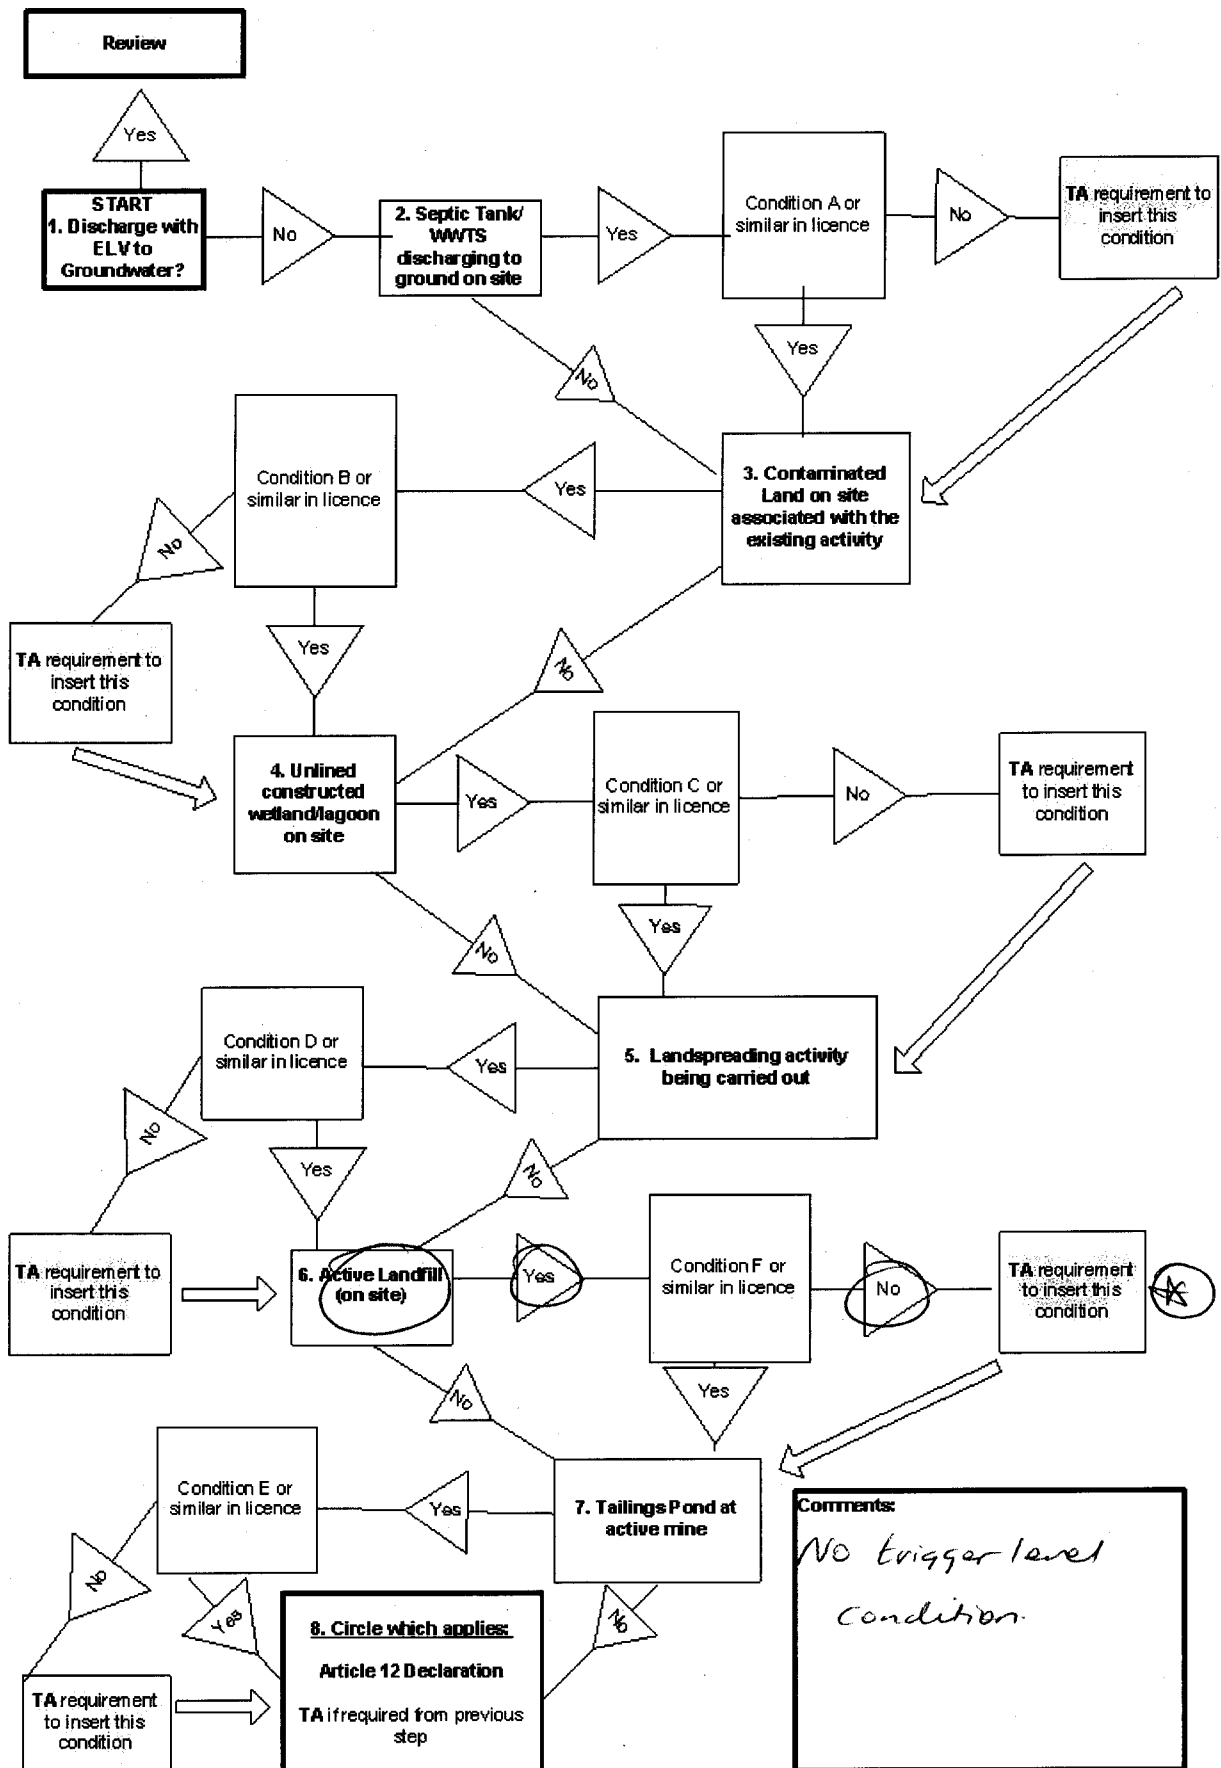 Review
Yes
START
1. Discharge with
ELV to
Groundwater?
No
2. Septic Tank/
WWTS
discharging to
ground on site
Yes
Condition A or
similar in licence
No
TA requirement to
insert this
condition
Yes
No
3. Contaminated
Land on site
associated with the
existing activity
Yes
Condition B or
similar in licence
No
TA requirement to
insert this
condition
Yes
No
4. Unlined
constructed
wetland/lagoon
on site
Yes
Condition C or
similar in licence
No
TA requirement
to insert this
condition
Yes
No
5. Landspreading activity
being carried out
Yes
Condition D or
similar in licence
No
TA requirement to
insert this
condition
Yes
No
6. Active Landfill
(on site)
Yes
Condition F or
similar in licence
No
TA requirement
to insert this
condition
Yes
No
7. Tailings Pond at
active mine
Yes
Condition E or
similar in licence
No
TA requirement
to insert this
condition
Yes
No
8. Circle which applies:
Article 12 Declaration
TA if required from previous
step
Comments:
No trigger level
condition.